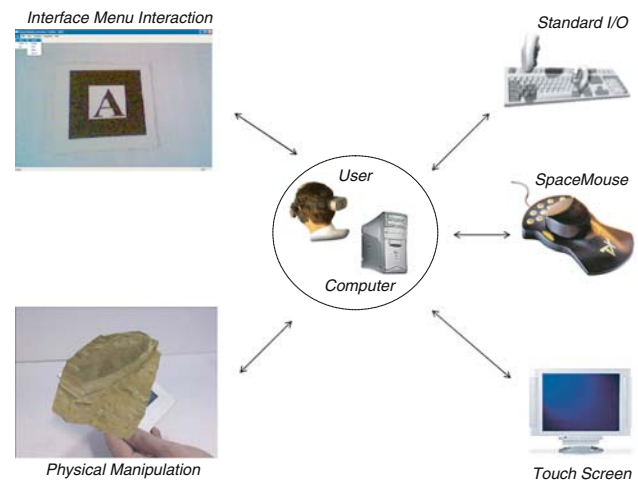 Interface Menu Interaction
Standard I/O
A
User
SpaceMouse
Computer
Physical Manipulation
Touch Screen